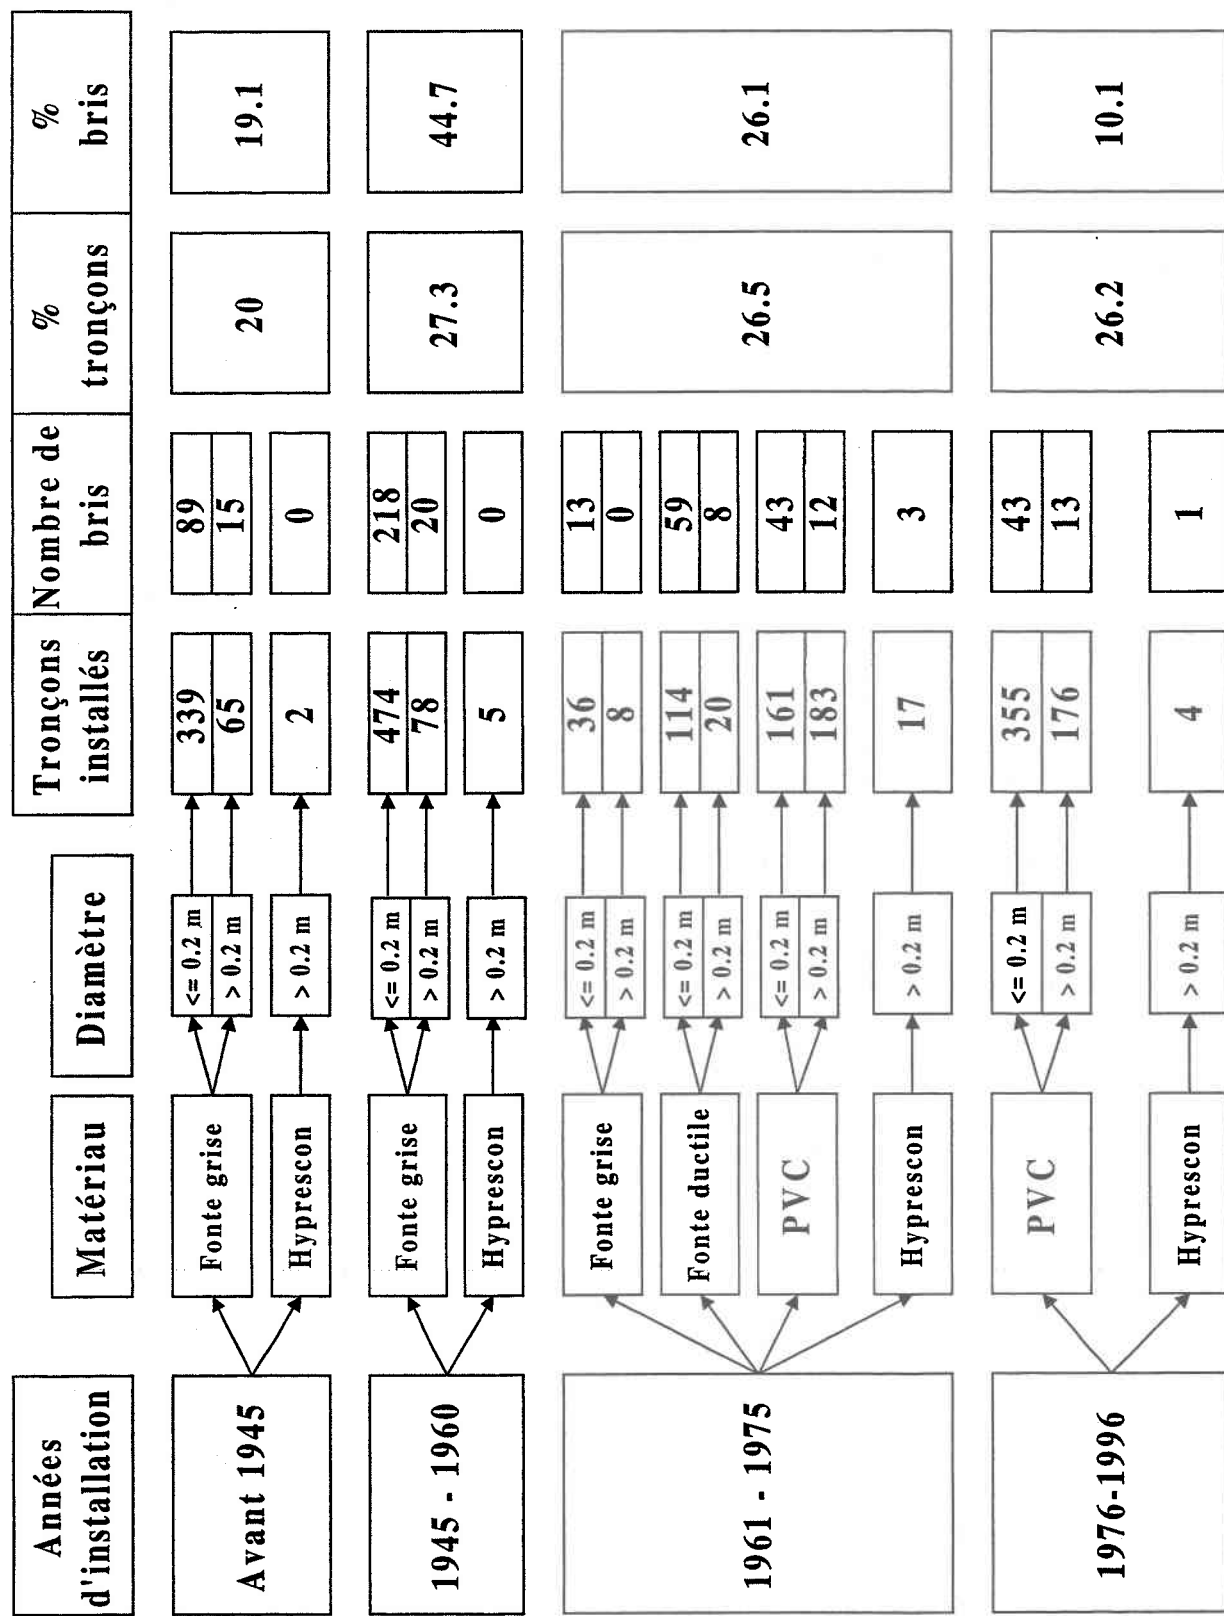 Années
d'installation
Matériau
Diamètre
Tronçons
installés
Nombre de
bris
%
tronçons
%
bris
Avant 1945
Fonte grise
<= 0.2 m
339
89
> 0.2 m
65
15
Hyprescon
> 0.2 m
2
0
20
19.1
1945 - 1960
Fonte grise
<= 0.2 m
474
218
> 0.2 m
78
20
Hyprescon
> 0.2 m
5
0
27.3
44.7
1961 - 1975
Fonte grise
<= 0.2 m
36
13
> 0.2 m
8
0
Fonte ductile
<= 0.2 m
114
59
> 0.2 m
20
8
PVC
<= 0.2 m
161
43
> 0.2 m
183
12
Hyprescon
> 0.2 m
17
3
26.5
26.1
1976-1996
PVC
<= 0.2 m
355
43
> 0.2 m
176
13
Hyprescon
> 0.2 m
4
1
26.2
10.1